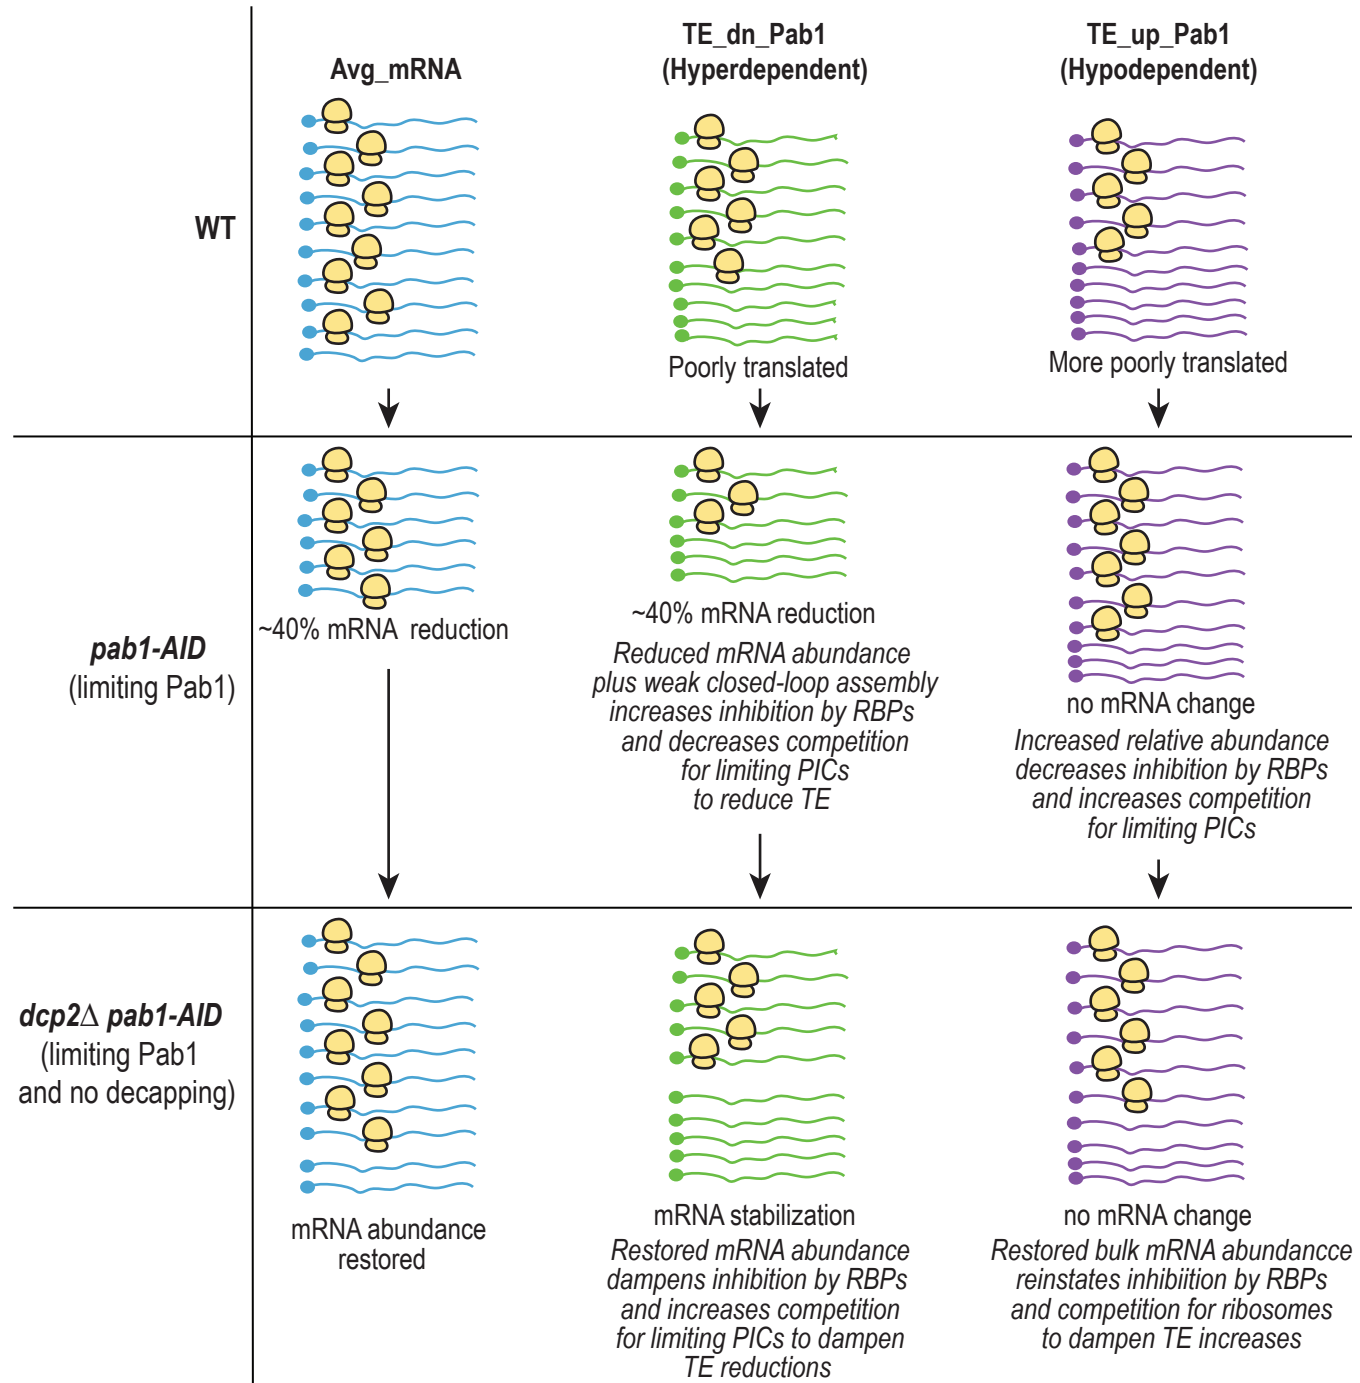 Avg_mRNA
TE_dn_Pab1
(Hyperdependent)
TE_up_Pab1
(Hypodependent)
WT
Poorly translated
More poorly translated
pab1-AID
(limiting Pab1)
~40% mRNA reduction
~40% mRNA reduction
Reduced mRNA abundance
plus weak closed-loop assembly
increases inhibition by RBPs
and decreases competition
for limiting PICs
to reduce TE
no mRNA change
Increased relative abundance
decreases inhibition by RBPs
and increases competition
for limiting PICs
dcp2Δ pab1-AID
(limiting Pab1
and no decapping)
mRNA abundance
restored
mRNA stabilization
Restored mRNA abundance
dampens inhibition by RBPs
and increases competition
for limiting PICs to dampen
TE reductions
no mRNA change
Restored bulk mRNA abundancce
reinstates inhibiition by RBPs
and competition for ribosomes
to dampen TE increases